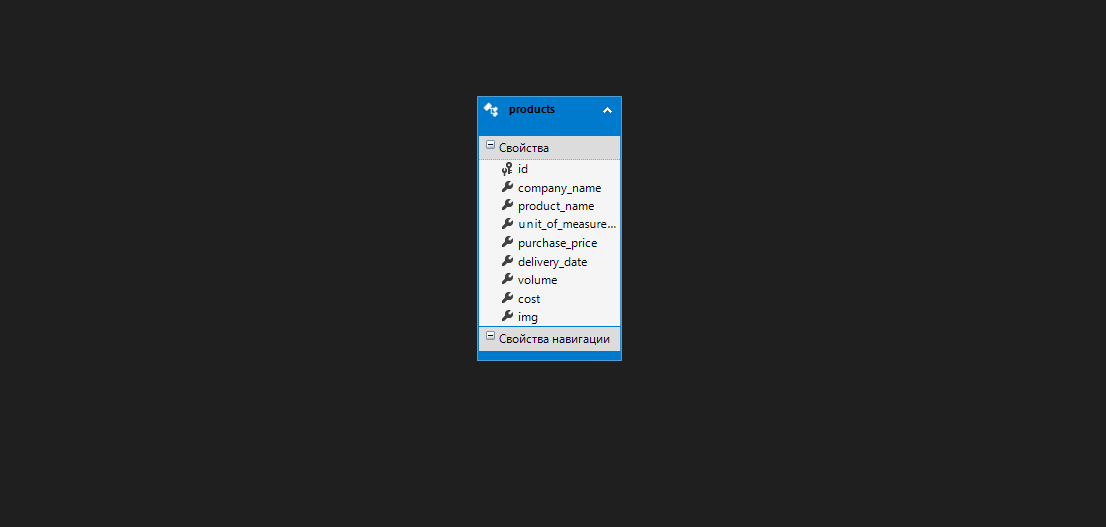 products
Свойства
id
company_name
product_name
unit_of_measure...
purchase_price
delivery_date
volume
cost
img
Свойства навигации